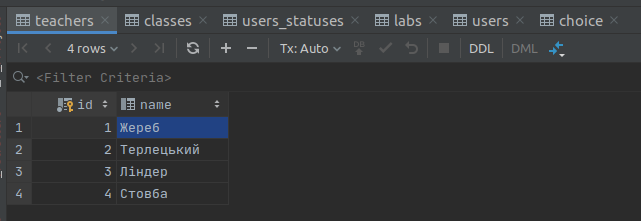 teachers classes users_statuses labs users choice
4 rows Tx: Auto DB DDL DML
<Filter Criteria>
id name
1 1 Жереб
2 2 Терлецький
3 3 Ліндер
4 4 Стовба